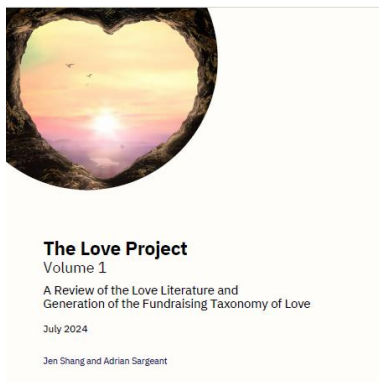 The Love Project
Volume 1
A Review of the Love Literature and
Generation of the Fundraising Taxonomy of Love
July 2024
Jen Shang and Adrian Sargeant